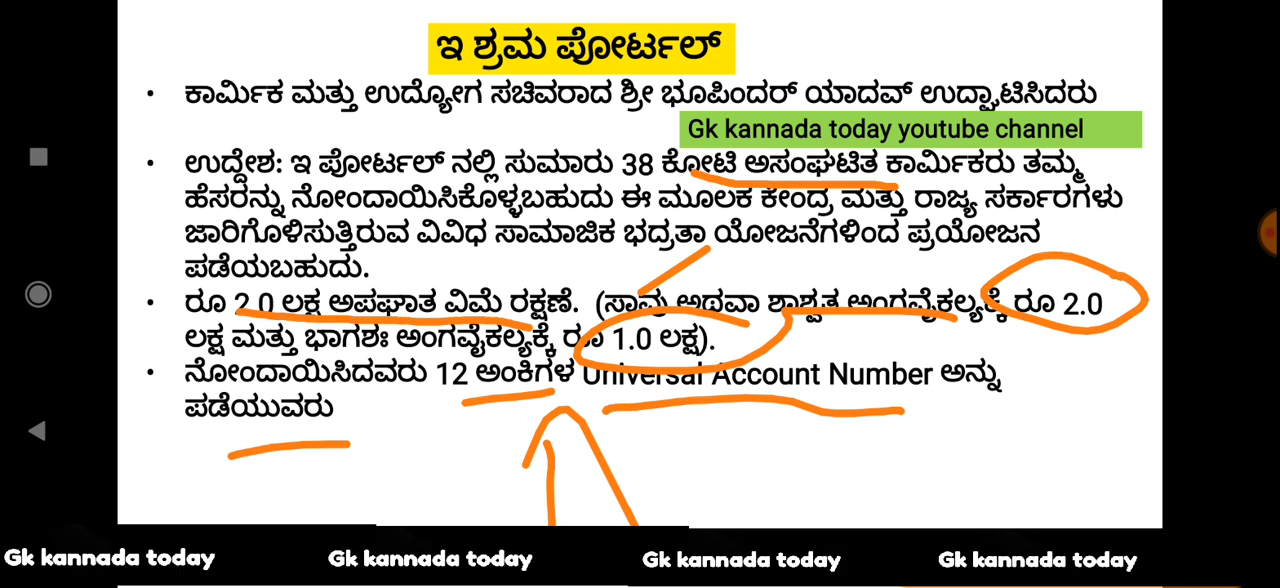 ಇ ಶ್ರಮ ಪೋರ್ಟಲ್
• ಕಾರ್ಮಿಕ ಮತ್ತು ಉದ್ಯೋಗ ಸಚಿವರಾದ ಶ್ರೀ ಭೂಪಿಂದರ್ ಯಾದವ್ ಉದ್ಘಾಟಿಸಿದರು
Gk kannada today youtube channel
• ಉದ್ದೇಶ: ಇ ಪೋರ್ಟಲ್ ನಲ್ಲಿ ಸುಮಾರು 38 ಕೋಟಿ ಅಸಂಘಟಿತ ಕಾರ್ಮಿಕರು ತಮ್ಮ
ಹೆಸರನ್ನು ನೋಂದಾಯಿಸಿಕೊಳ್ಳಬಹುದು ಈ ಮೂಲಕ ಕೇಂದ್ರ ಮತ್ತು ರಾಜ್ಯ ಸರ್ಕಾರಗಳು
ಜಾರಿಗೊಳಿಸುತ್ತಿರುವ ವಿವಿಧ ಸಾಮಾಜಿಕ ಭದ್ರತಾ ಯೋಜನೆಗಳಿಂದ ಪ್ರಯೋಜನ
ಪಡೆಯಬಹುದು.
• ರೂ 2.0 ಲಕ್ಷ ಅಪಘಾತ ವಿಮೆ ರಕ್ಷಣೆ. (ಸಾವು ಅಥವಾ ಶಾಶ್ವತ ಅಂಗವೈಕಲ್ಯಕ್ಕೆ ರೂ 2.0
ಲಕ್ಷ ಮತ್ತು ಭಾಗಶಃ ಅಂಗವೈಕಲ್ಯಕ್ಕೆ ರೂ 1.0 ಲಕ್ಷ).
• ನೋಂದಾಯಿಸಿದವರು 12 ಅಂಕಿಗಳ Universal Account Number ಅನ್ನು
ಪಡೆಯುವರು
Gk kannada today Gk kannada today Gk kannada today Gk kannada today